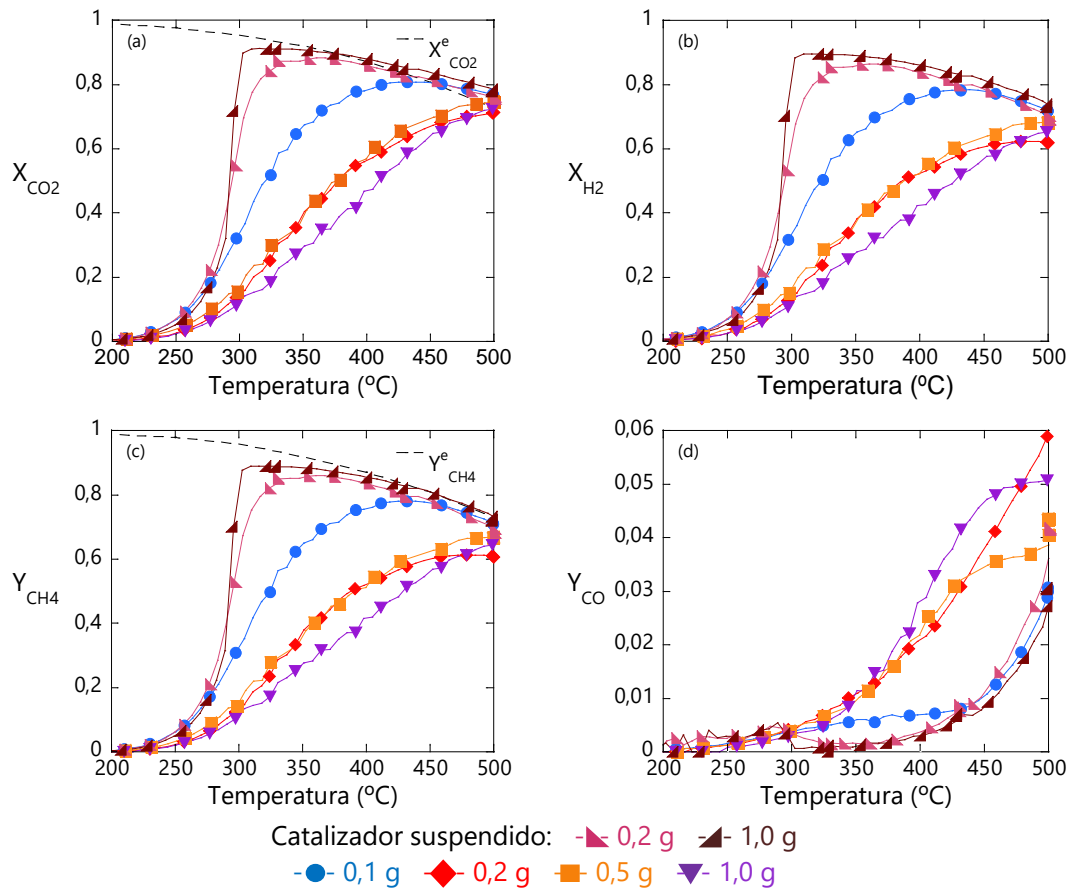 (a)
X^e_CO2
1
0,8
0,6
0,4
0,2
0
X_CO2
200 250 300 350 400 450 500
Temperatura (ºC)
(b)
1
0,8
0,6
0,4
0,2
0
X_H2
200 250 300 350 400 450 500
Temperatura (ºC)
(c)
Y^e_CH4
1
0,8
0,6
0,4
0,2
0
Y_CH4
200 250 300 350 400 450 500
Temperatura (ºC)
(d)
0,06
0,05
0,04
0,03
0,02
0,01
0
Y_CO
200 250 300 350 400 450 500
Temperatura (ºC)
Catalizador suspendido: 0,2 g 1,0 g
0,1 g 0,2 g 0,5 g 1,0 g